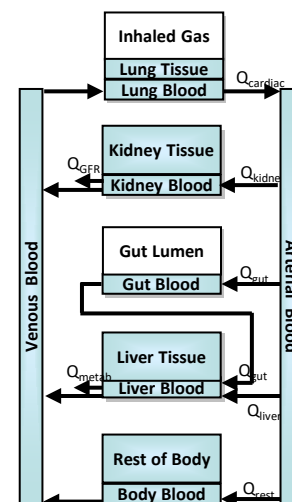 Inhaled Gas
Lung Tissue
Lung Blood
Qcardiac
Kidney Tissue
QGFR
Kidney Blood
Qkidne
Gut Lumen
Gut Blood
Qgut
Venous Blood
Arterial Blood
Liver Tissue
Qmetab
Liver Blood
Qgut
Qliver
Rest of Body
Body Blood
Qrest